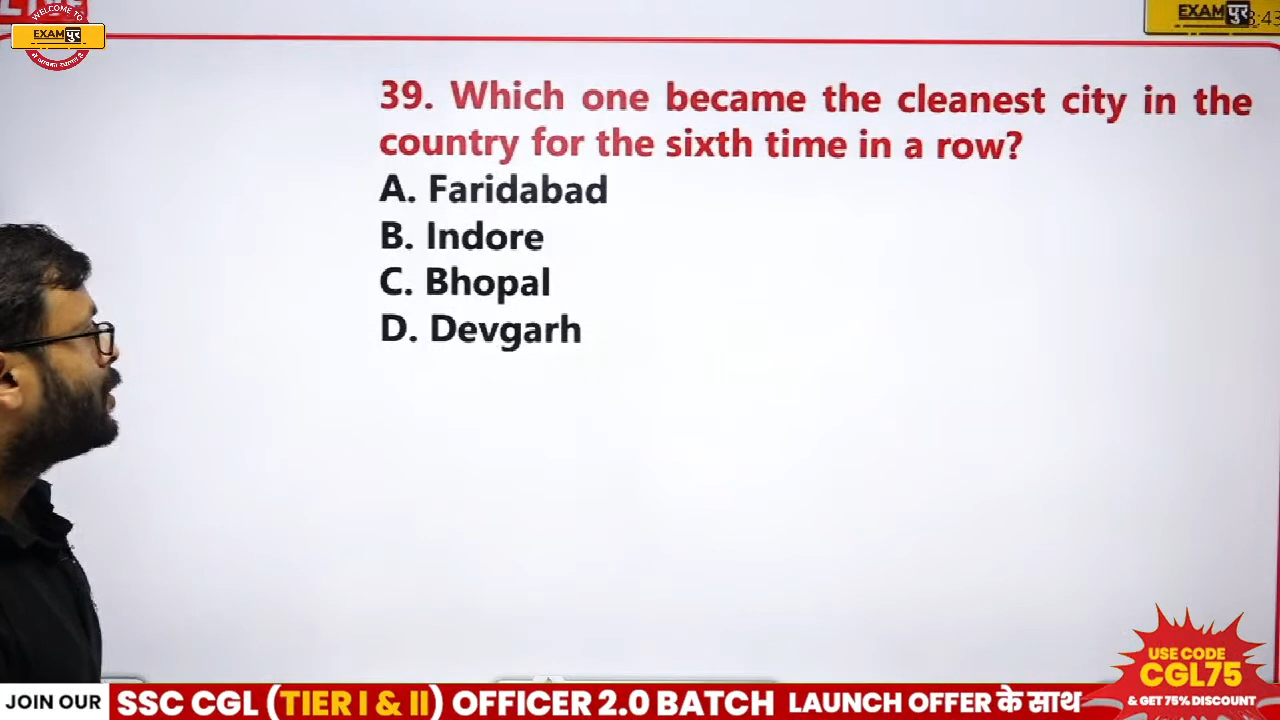 WELCOME TO
EXAM पुर
EXAM पुर
3:43
39. Which one became the cleanest city in the
country for the sixth time in a row?
A. Faridabad
B. Indore
C. Bhopal
D. Devgarh
USE CODE
CGL75
& GET 75% DISCOUNT
JOIN OUR
SSC CGL (TIER I & II) OFFICER 2.0 BATCH LAUNCH OFFER के साथ